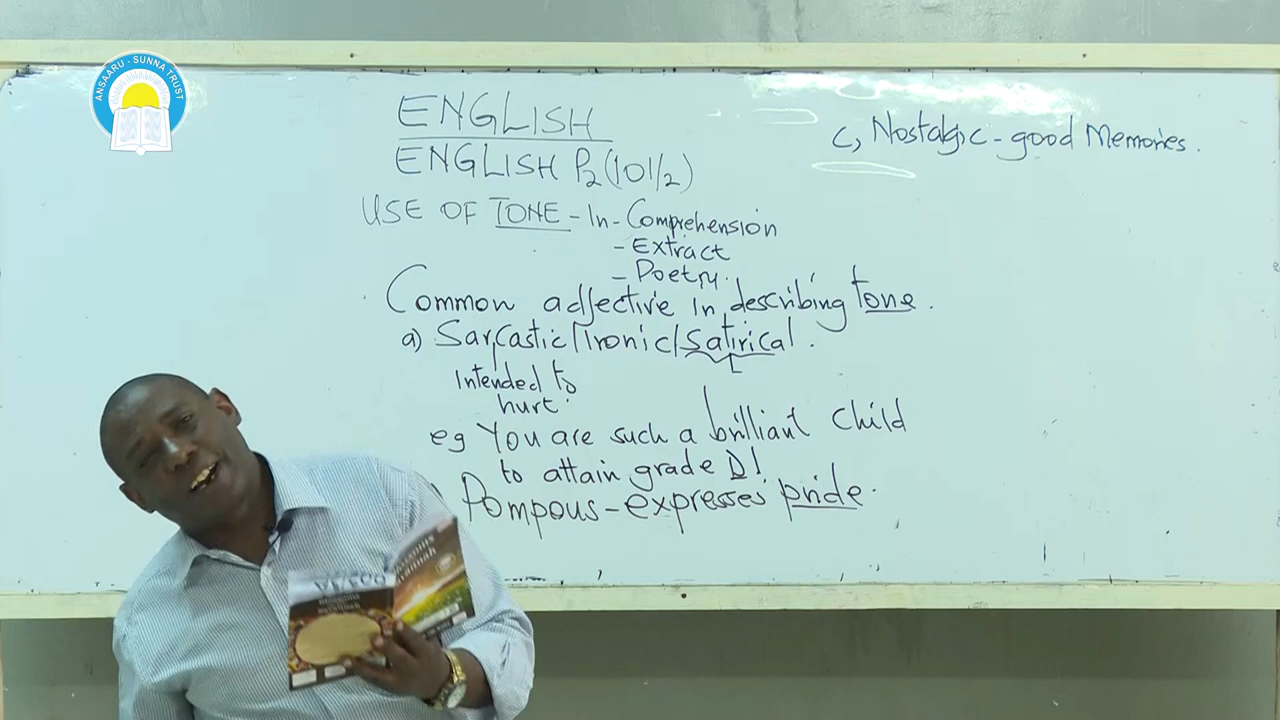 ANSAARU - SUNNA TRUST
ENGLISH
ENGLISH P2 (101/2)
USE OF TONE - In - Comprehension
- Extract
- Poetry.
Common adjective in describing tone.
a) Sarcastic/Ironic/Satirical.
Intended to
hurt.
eg You are such a brilliant child
to attain grade D!
Pompous - expresses pride.
c, Nostalgic - good Memories.